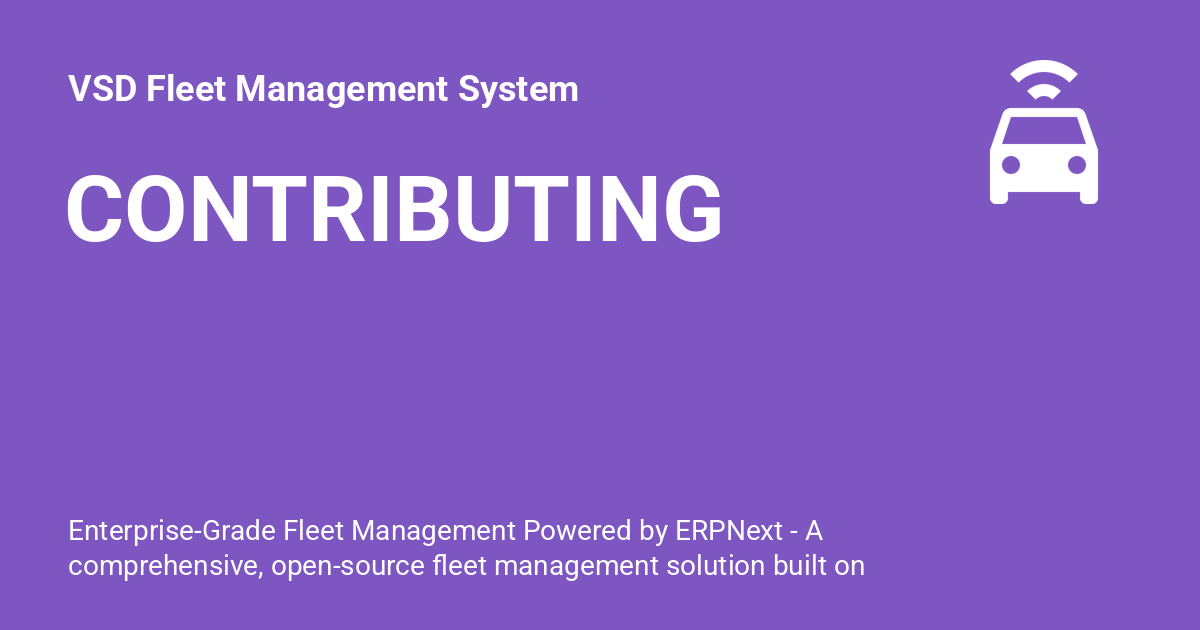 VSD Fleet Management System
CONTRIBUTING
Enterprise-Grade Fleet Management Powered by ERPNext - A
comprehensive, open-source fleet management solution built on